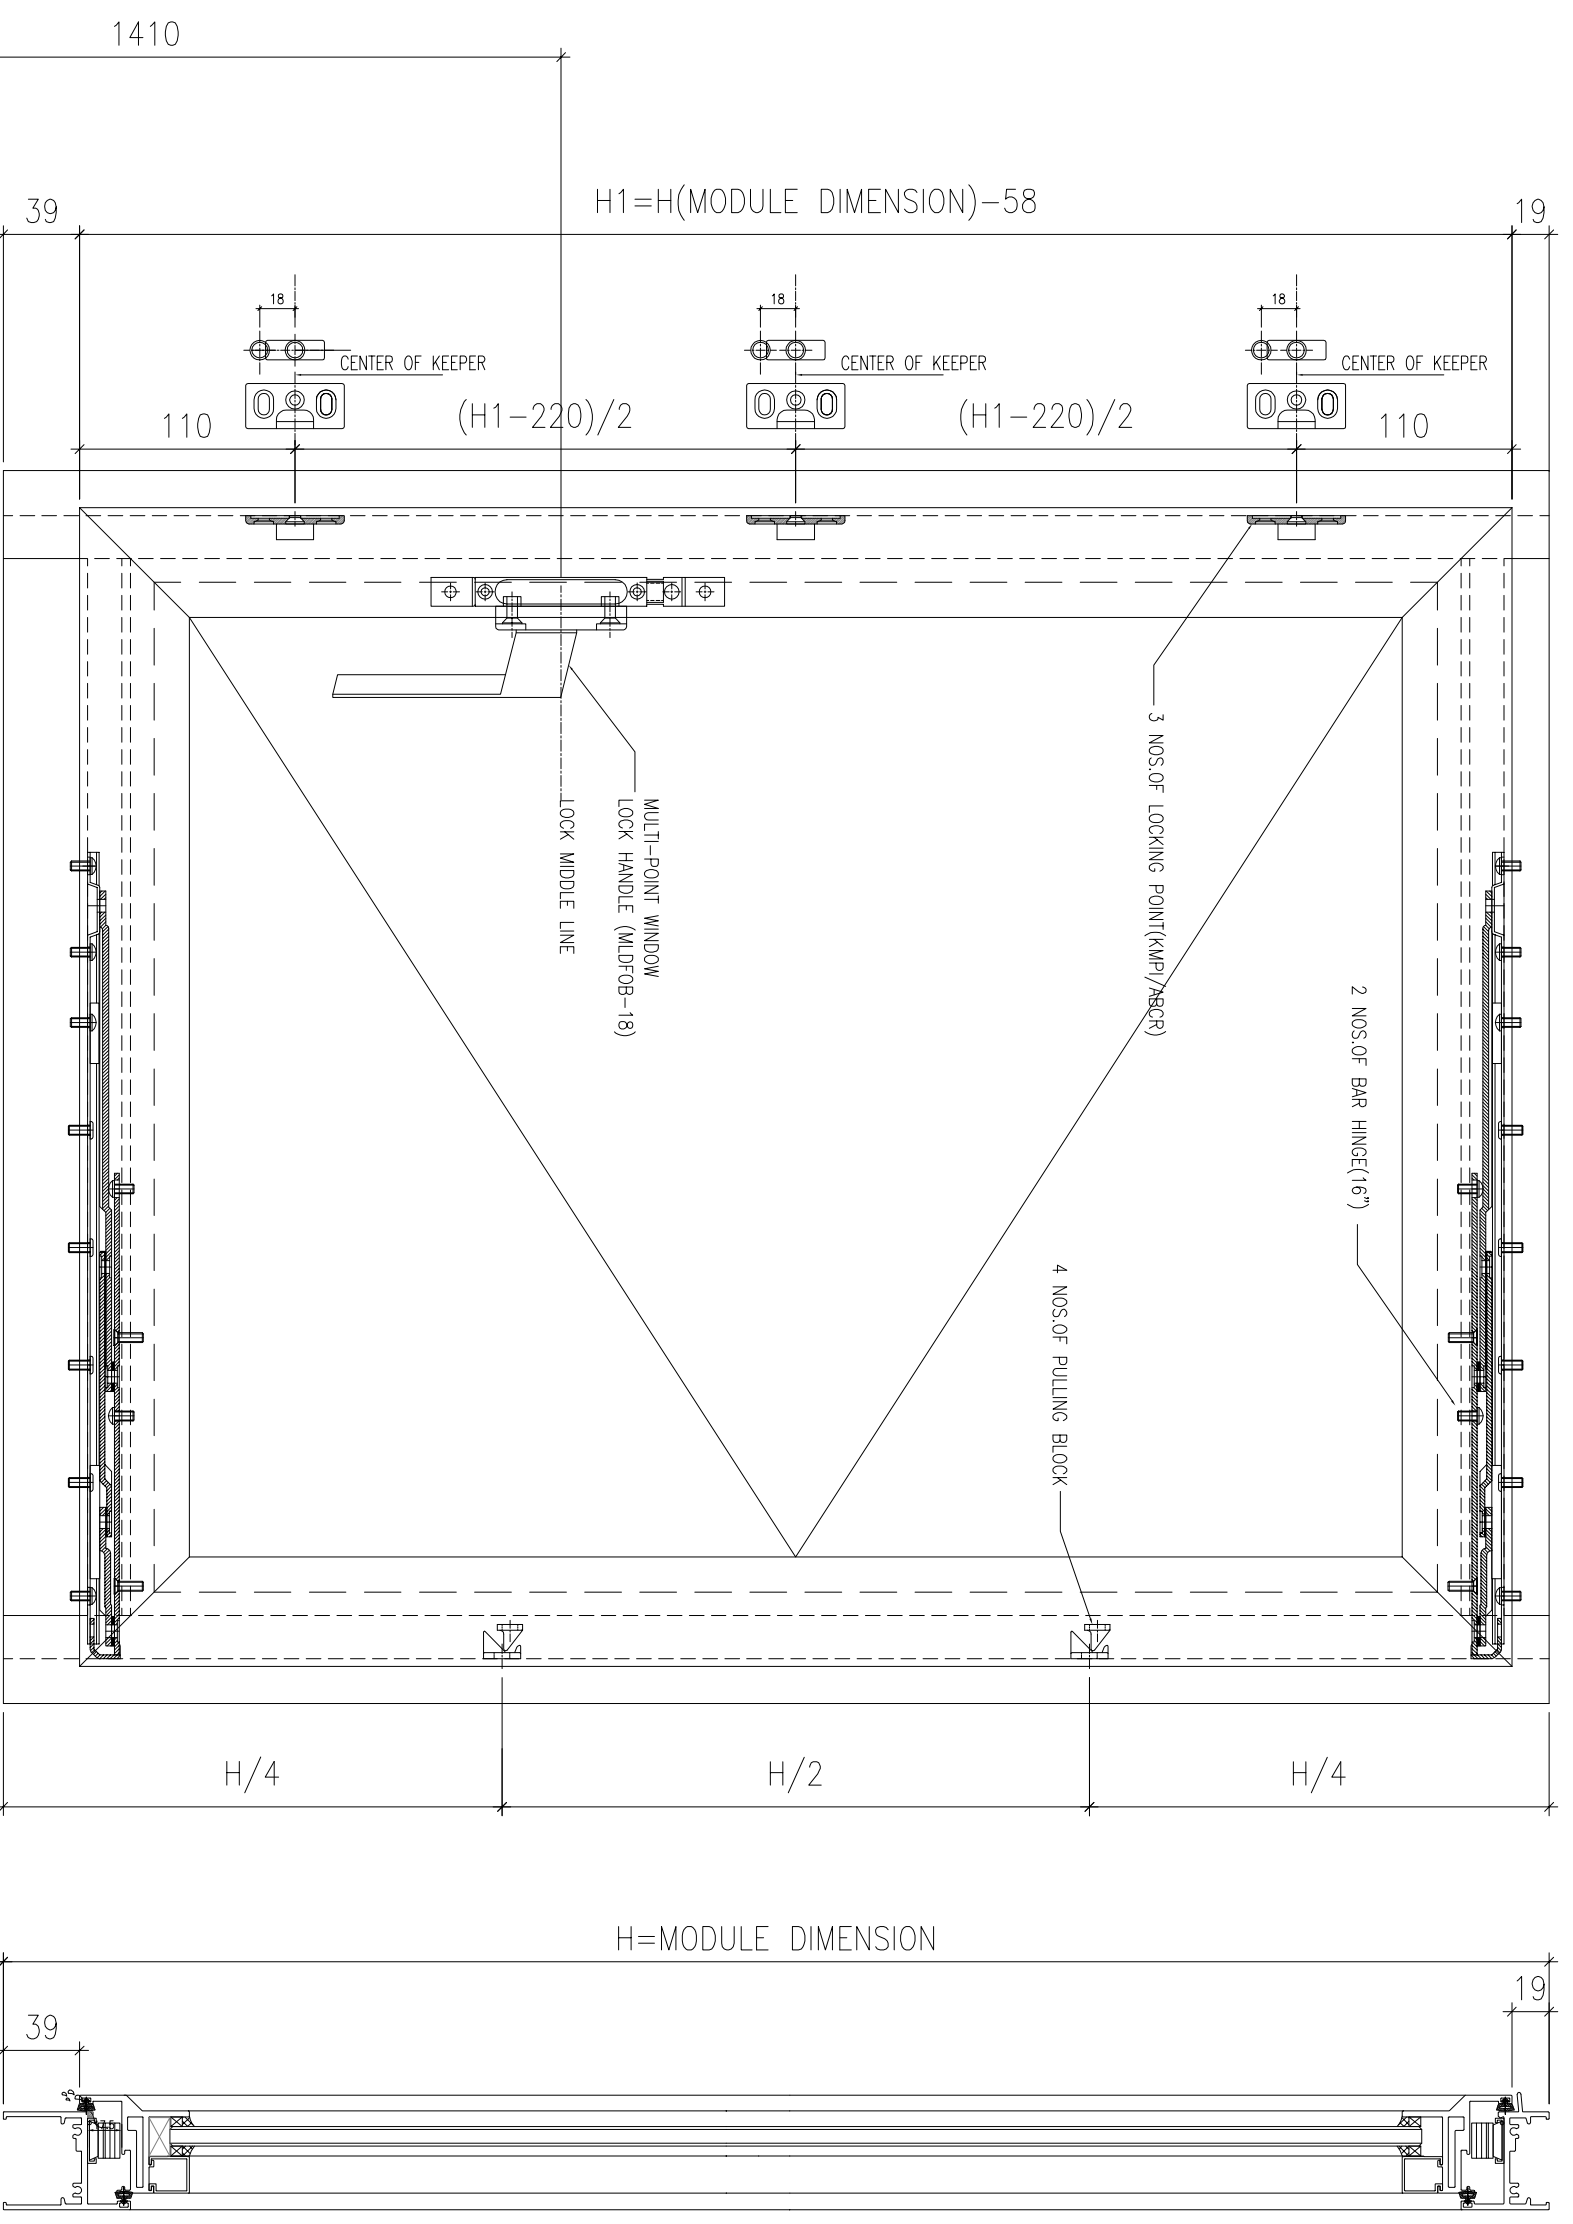 1410
H1=H(MODULE DIMENSION)-58
39
19
18
18
18
CENTER OF KEEPER
CENTER OF KEEPER
CENTER OF KEEPER
110
(H1-220)/2
(H1-220)/2
110
3 NOS.OF LOCKING POINT(KMPI/ABCR)
MULTI-POINT WINDOW
LOCK HANDLE (MLDFOB-18)
LOCK MIDDLE LINE
2 NOS.OF BAR HINGE(16")
4 NOS.OF PULLING BLOCK
H/4
H/2
H/4
H=MODULE DIMENSION
39
19